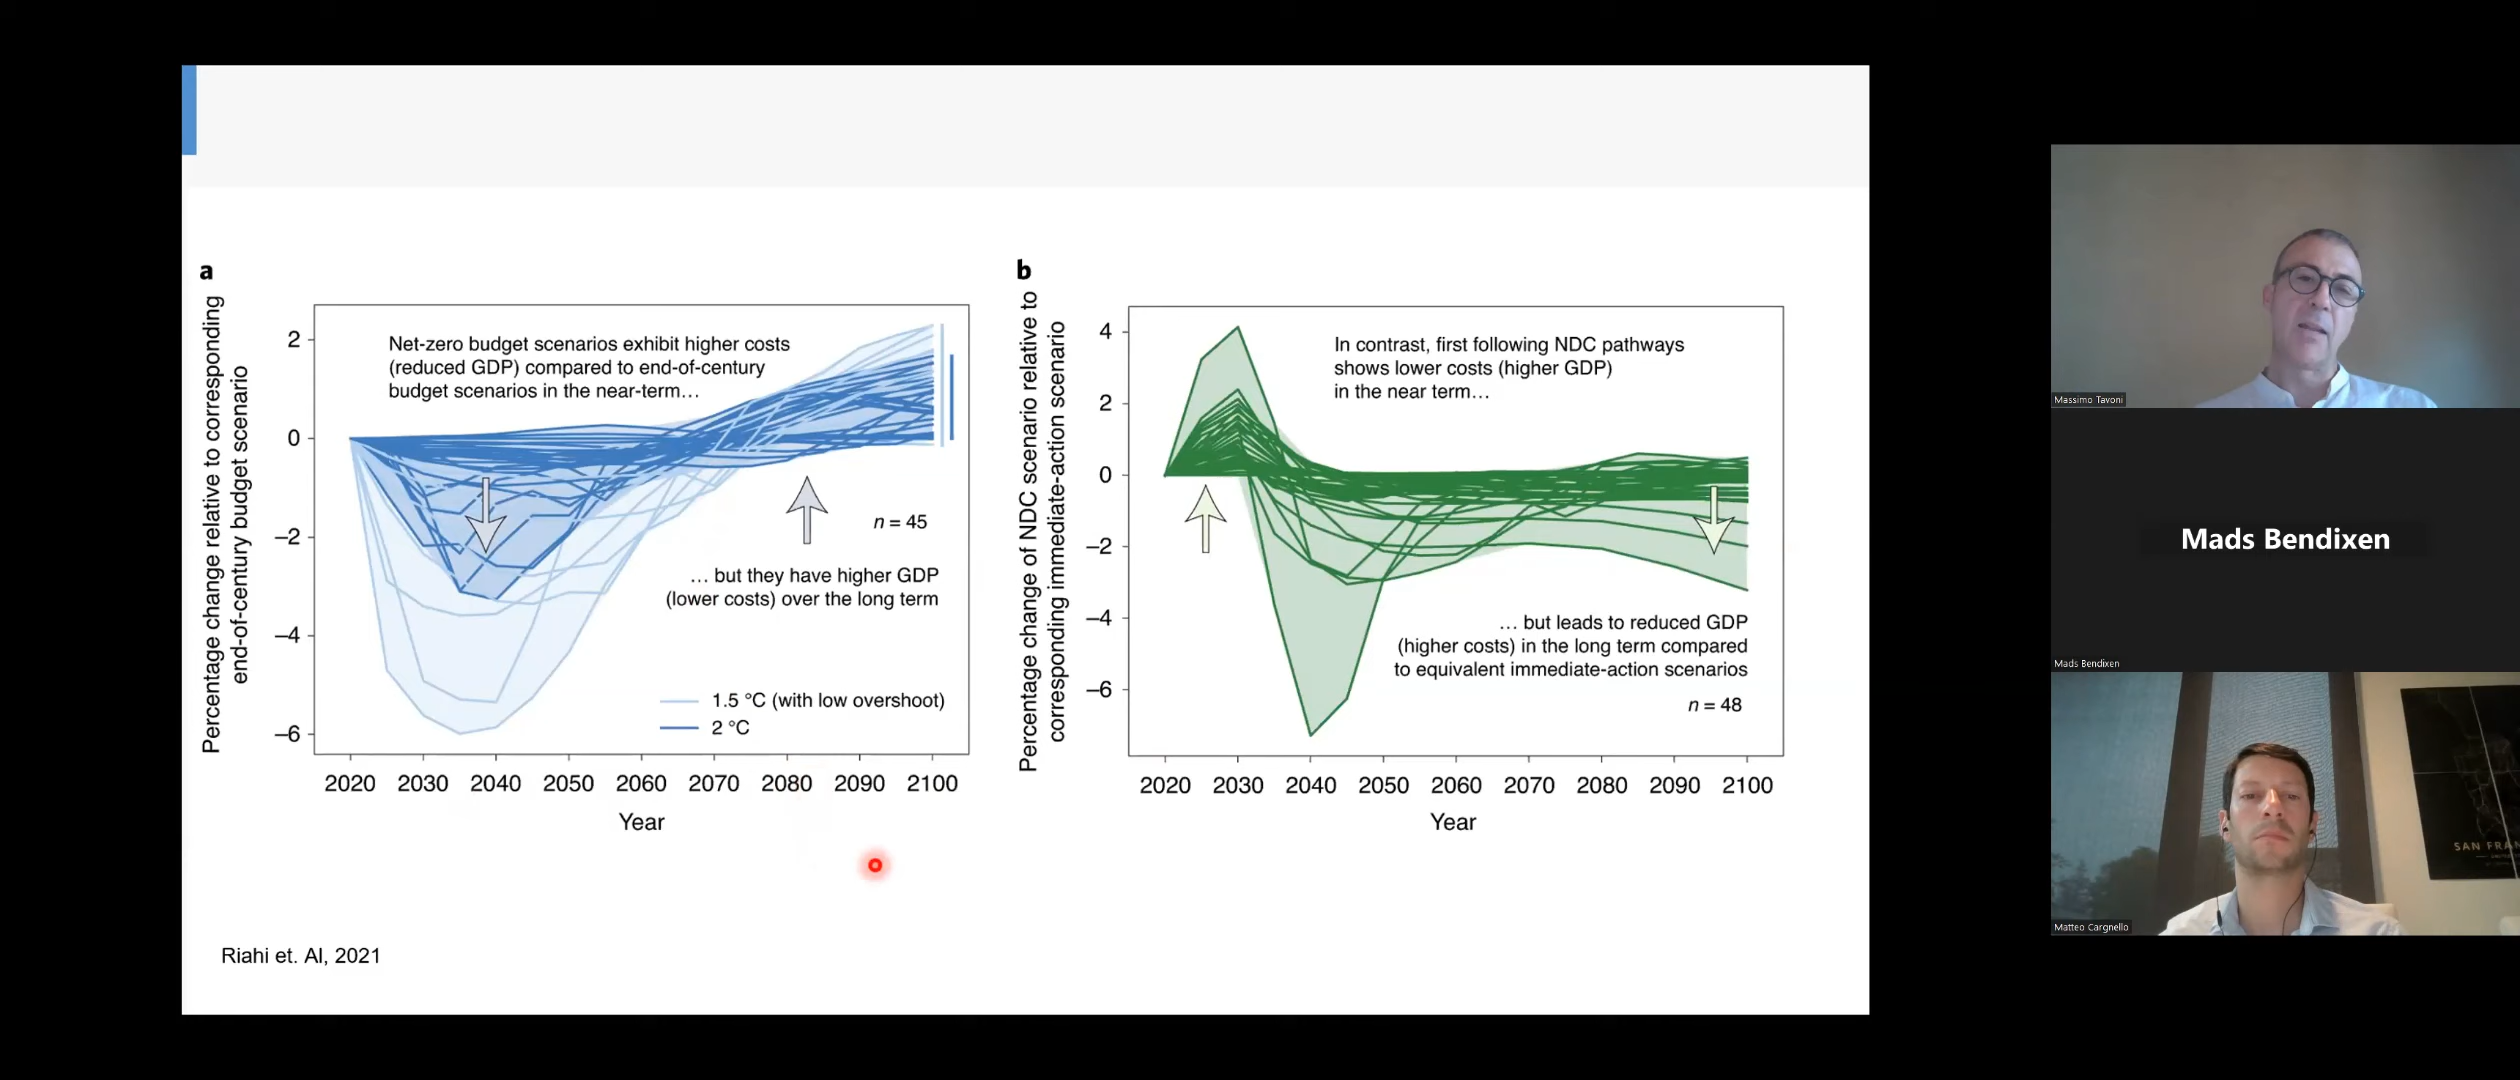 a
Percentage change relative to corresponding
end-of-century budget scenario
2
0
−2
−4
−6
Net-zero budget scenarios exhibit higher costs
(reduced GDP) compared to end-of-century
budget scenarios in the near-term…
n = 45
… but they have higher GDP
(lower costs) over the long term
1.5 °C (with low overshoot)
2 °C
2020 2030 2040 2050 2060 2070 2080 2090 2100
Year
b
Percentage change of NDC scenario relative to
corresponding immediate-action scenario
4
2
0
−2
−4
−6
In contrast, first following NDC pathways
shows lower costs (higher GDP)
in the near term…
… but leads to reduced GDP
(higher costs) in the long term compared
to equivalent immediate-action scenarios
n = 48
2020 2030 2040 2050 2060 2070 2080 2090 2100
Year
Riahi et. Al, 2021
Massimo Tavoni
Mads Bendixen
Mads Bendixen
SAN FRAN
Matteo Cargnello